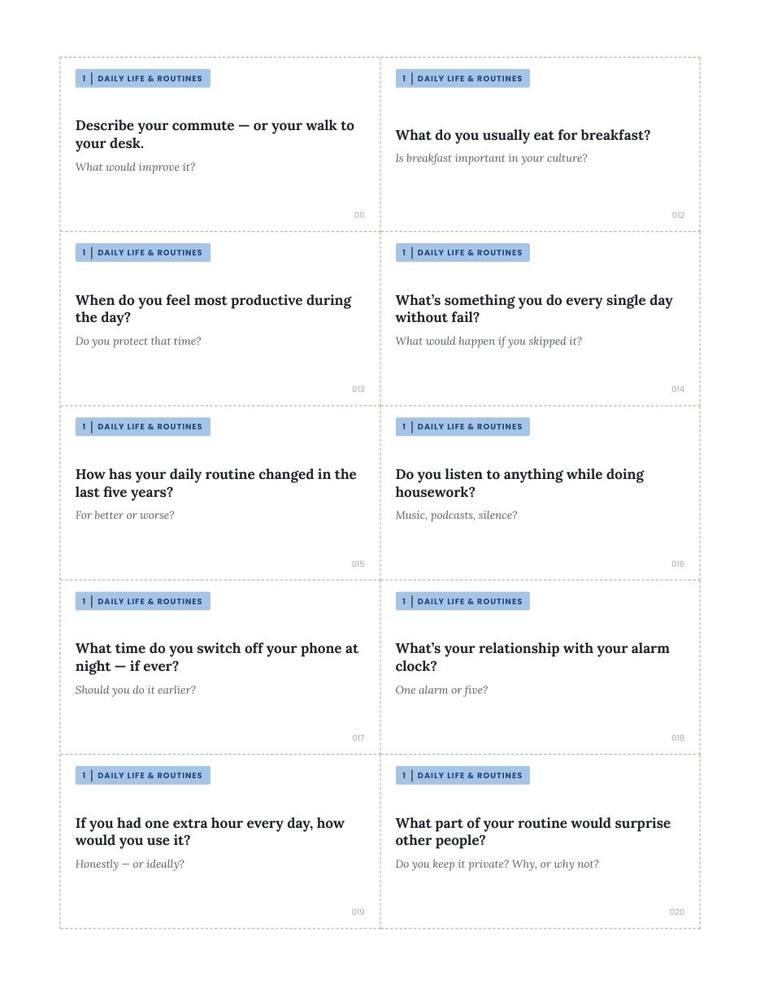 1 | DAILY LIFE & ROUTINES
Describe your commute — or your walk to
your desk.
What would improve it?
011
1 | DAILY LIFE & ROUTINES
What do you usually eat for breakfast?
Is breakfast important in your culture?
012
1 | DAILY LIFE & ROUTINES
When do you feel most productive during
the day?
Do you protect that time?
013
1 | DAILY LIFE & ROUTINES
What’s something you do every single day
without fail?
What would happen if you skipped it?
014
1 | DAILY LIFE & ROUTINES
How has your daily routine changed in the
last five years?
For better or worse?
015
1 | DAILY LIFE & ROUTINES
Do you listen to anything while doing
housework?
Music, podcasts, silence?
016
1 | DAILY LIFE & ROUTINES
What time do you switch off your phone at
night — if ever?
Should you do it earlier?
017
1 | DAILY LIFE & ROUTINES
What’s your relationship with your alarm
clock?
One alarm or five?
018
1 | DAILY LIFE & ROUTINES
If you had one extra hour every day, how
would you use it?
Honestly — or ideally?
019
1 | DAILY LIFE & ROUTINES
What part of your routine would surprise
other people?
Do you keep it private? Why, or why not?
020